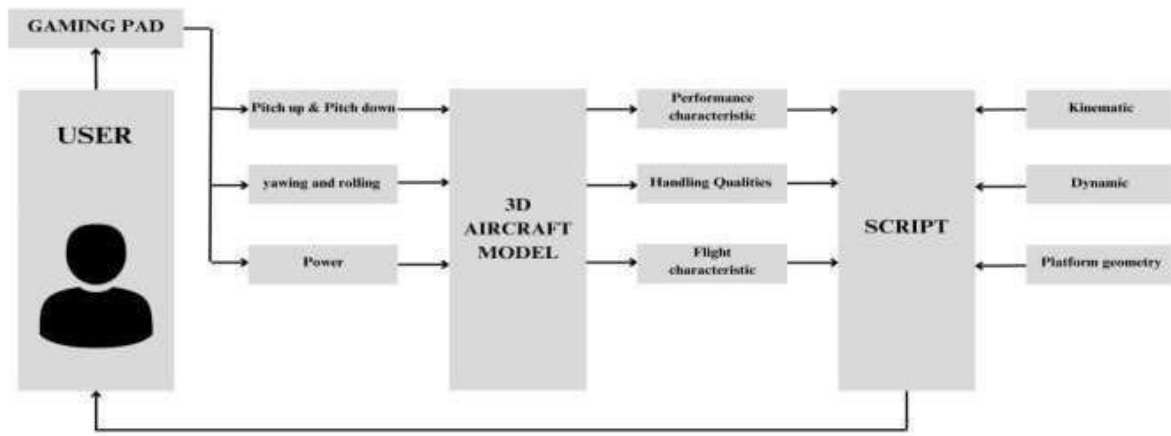 GAMING PAD
USER
Pitch up & Pitch down
yawing and rolling
Power
3D
AIRCRAFT
MODEL
Performance
characteristic
Handling Qualities
Flight
characteristic
SCRIPT
Kinematic
Dynamic
Platform geometry